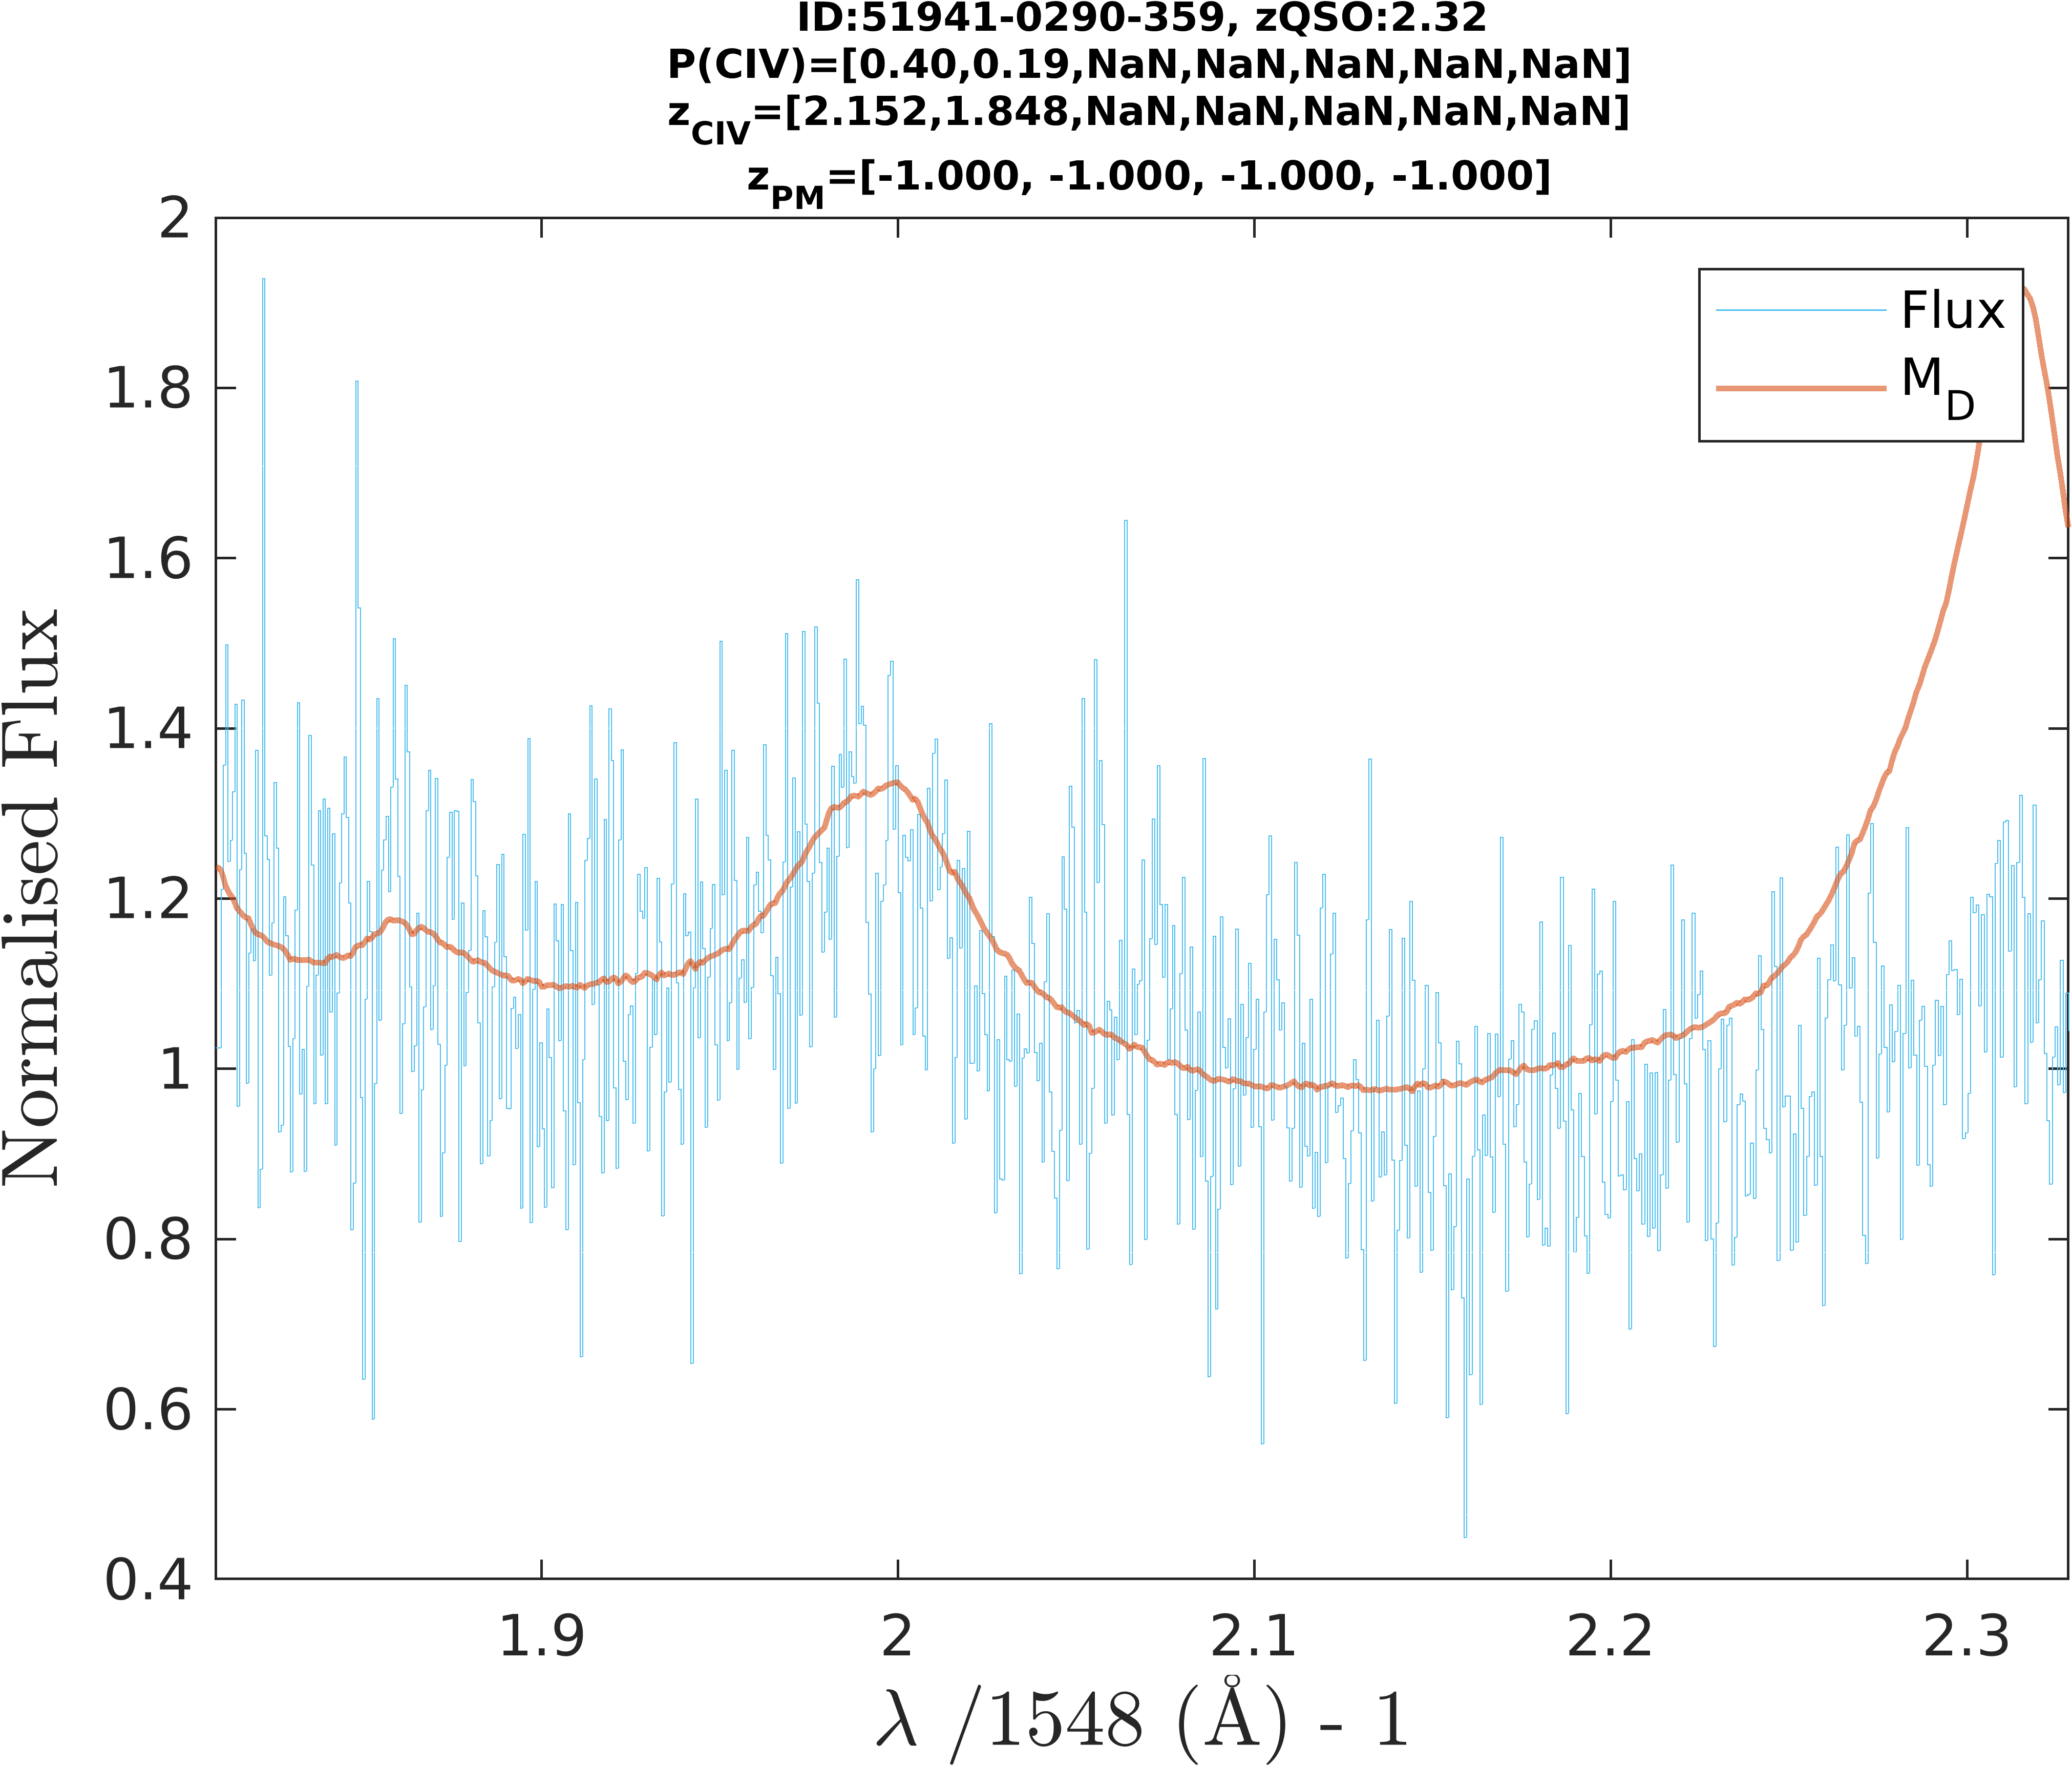 ID:51941-0290-359, zQSO:2.32
P(CIV)=[0.40,0.19,NaN,NaN,NaN,NaN,NaN]
zCIV=[2.152,1.848,NaN,NaN,NaN,NaN,NaN]
zPM=[-1.000, -1.000, -1.000, -1.000]
2
1.8
1.6
1.4
1.2
1
0.8
0.6
0.4
Normalised Flux
Flux
MD
1.9
2
2.1
2.2
2.3
λ /1548 (Å) - 1